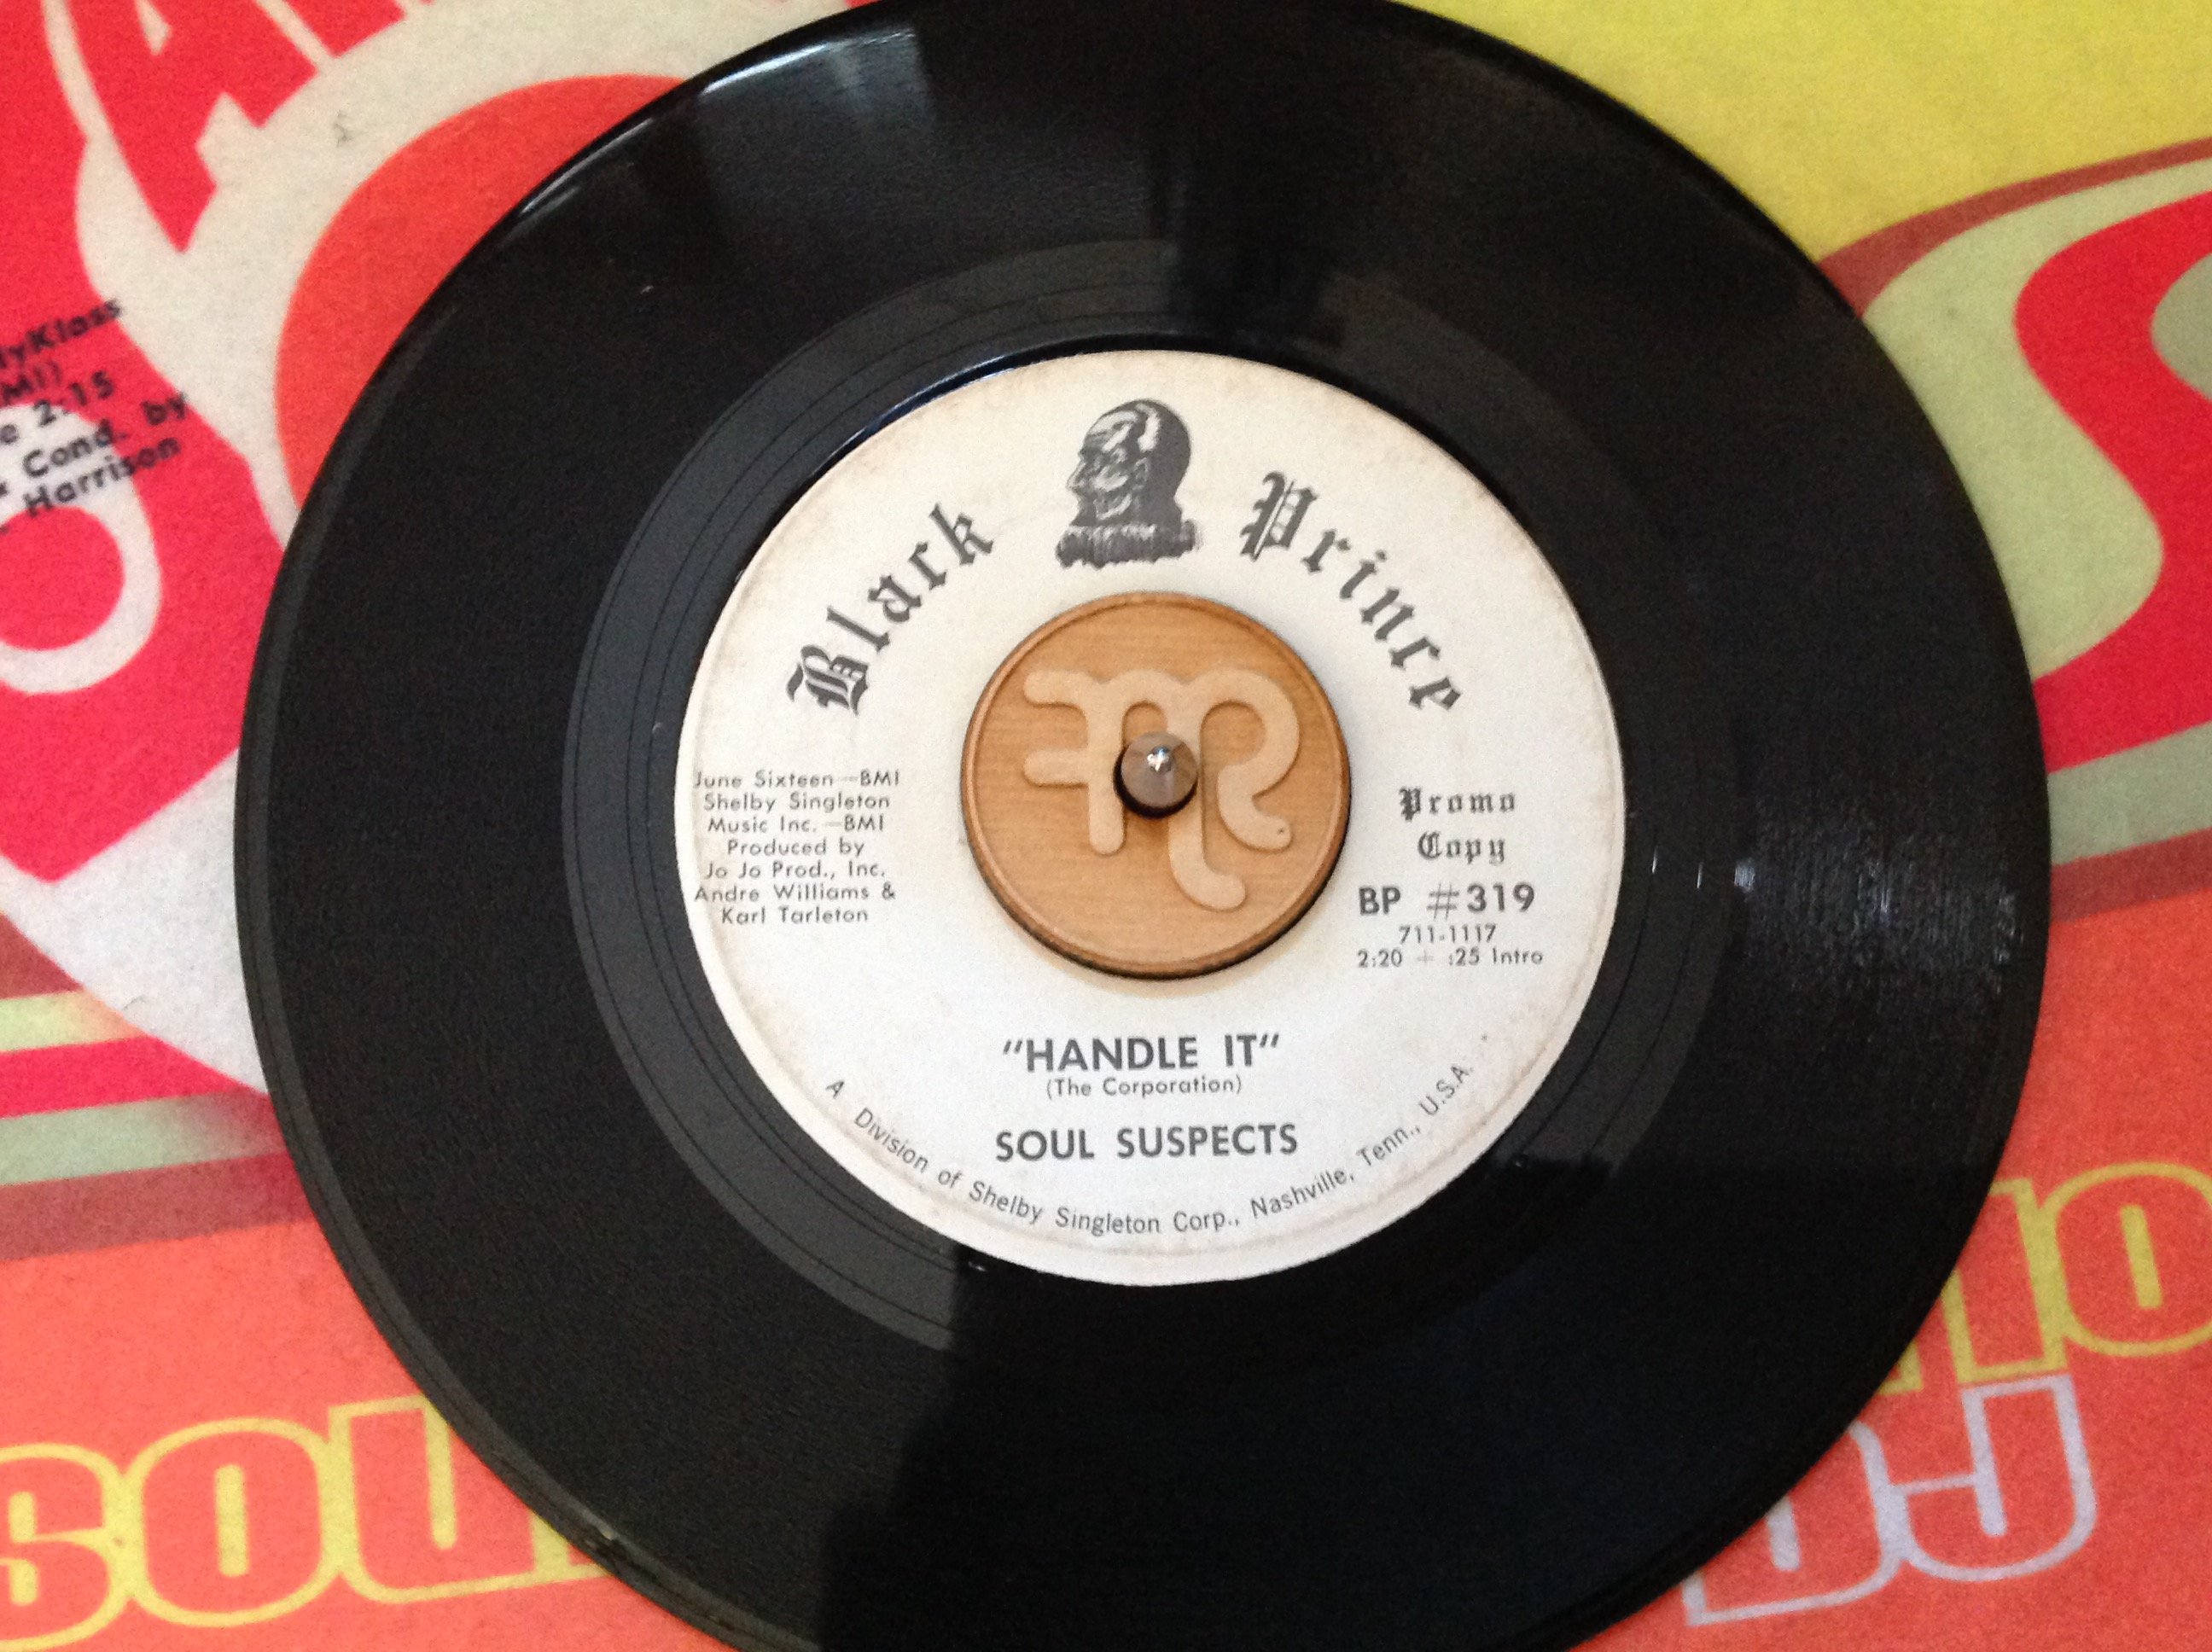 Black Prince
June Sixteen—BMI
Shelby Singleton
Music Inc.—BMI
Produced by
Jo Jo Prod., Inc.
Andre Williams &
Karl Tarleton
Promo
Copy
BP #319
711-1117
2:20 + :25 Intro
"HANDLE IT"
(The Corporation)
SOUL SUSPECTS
A Division of Shelby Singleton Corp., Nashville, Tenn., U.S.A.
2:15
Cond. by
Harrison
DJ